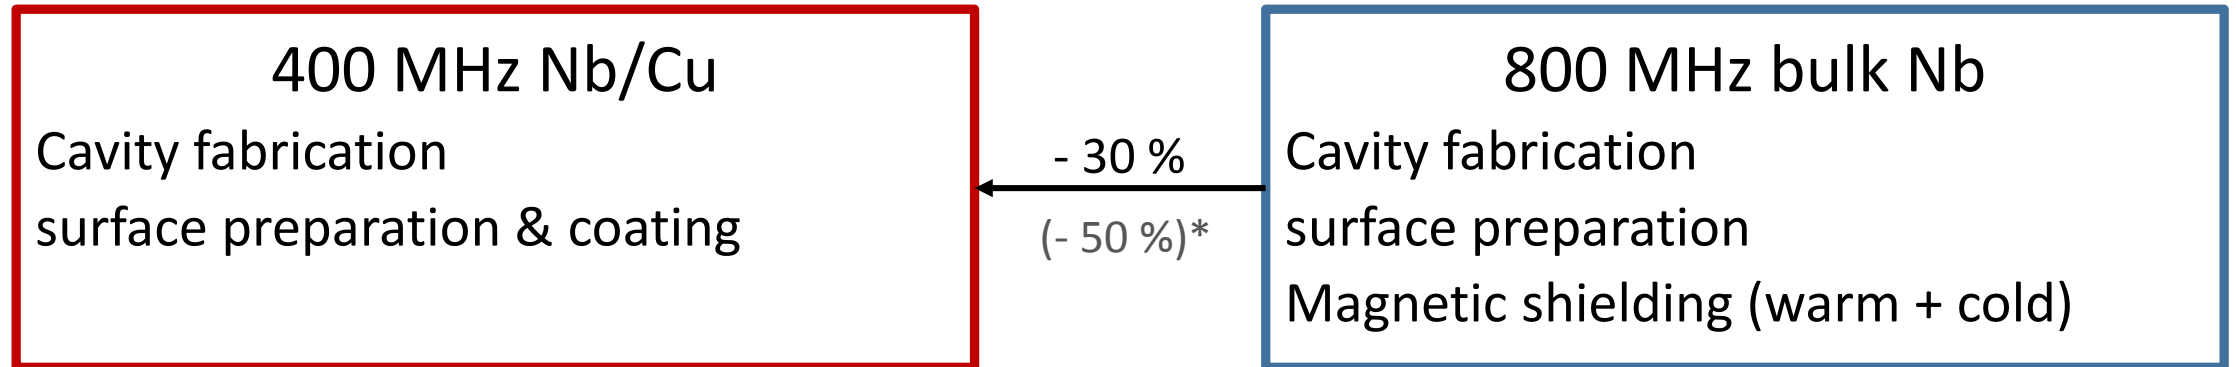 400 MHz Nb/Cu
Cavity fabrication
surface preparation & coating
- 30 %
(- 50 %)*
800 MHz bulk Nb
Cavity fabrication
surface preparation
Magnetic shielding (warm + cold)